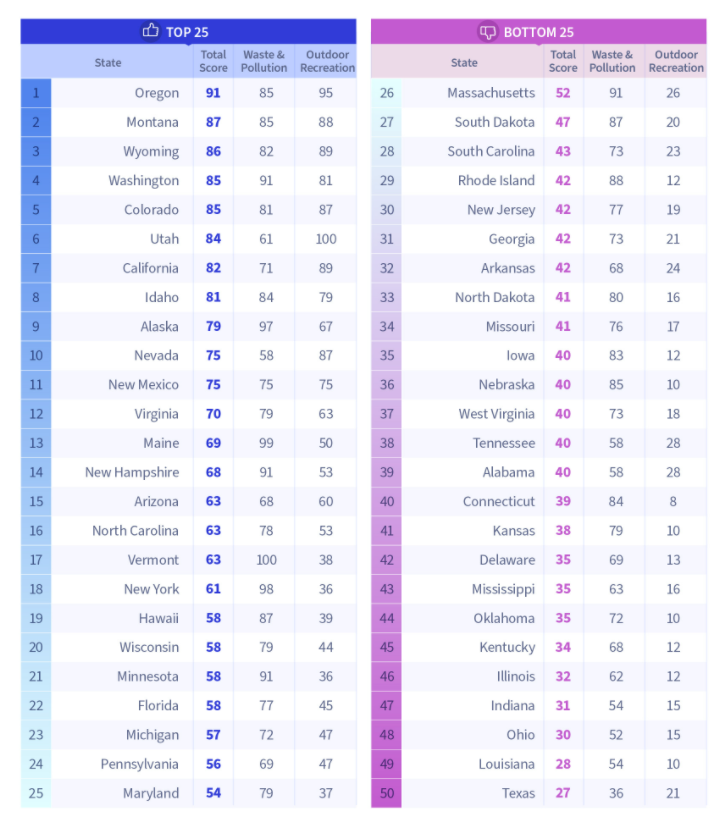 TOP 25
State Total Score Waste & Pollution Outdoor Recreation
1 Oregon 91 85 95
2 Montana 87 85 88
3 Wyoming 86 82 89
4 Washington 85 91 81
5 Colorado 85 81 87
6 Utah 84 61 100
7 California 82 71 89
8 Idaho 81 84 79
9 Alaska 79 97 67
10 Nevada 75 58 87
11 New Mexico 75 75 75
12 Virginia 70 79 63
13 Maine 69 99 50
14 New Hampshire 68 91 53
15 Arizona 63 68 60
16 North Carolina 63 78 53
17 Vermont 63 100 38
18 New York 61 98 36
19 Hawaii 58 87 39
20 Wisconsin 58 79 44
21 Minnesota 58 91 36
22 Florida 58 77 45
23 Michigan 57 72 47
24 Pennsylvania 56 69 47
25 Maryland 54 79 37
BOTTOM 25
State Total Score Waste & Pollution Outdoor Recreation
26 Massachusetts 52 91 26
27 South Dakota 47 87 20
28 South Carolina 43 73 23
29 Rhode Island 42 88 12
30 New Jersey 42 77 19
31 Georgia 42 73 21
32 Arkansas 42 68 24
33 North Dakota 41 80 16
34 Missouri 41 76 17
35 Iowa 40 83 12
36 Nebraska 40 85 10
37 West Virginia 40 73 18
38 Tennessee 40 58 28
39 Alabama 40 58 28
40 Connecticut 39 84 8
41 Kansas 38 79 10
42 Delaware 35 69 13
43 Mississippi 35 63 16
44 Oklahoma 35 72 10
45 Kentucky 34 68 12
46 Illinois 32 62 12
47 Indiana 31 54 15
48 Ohio 30 52 15
49 Louisiana 28 54 10
50 Texas 27 36 21